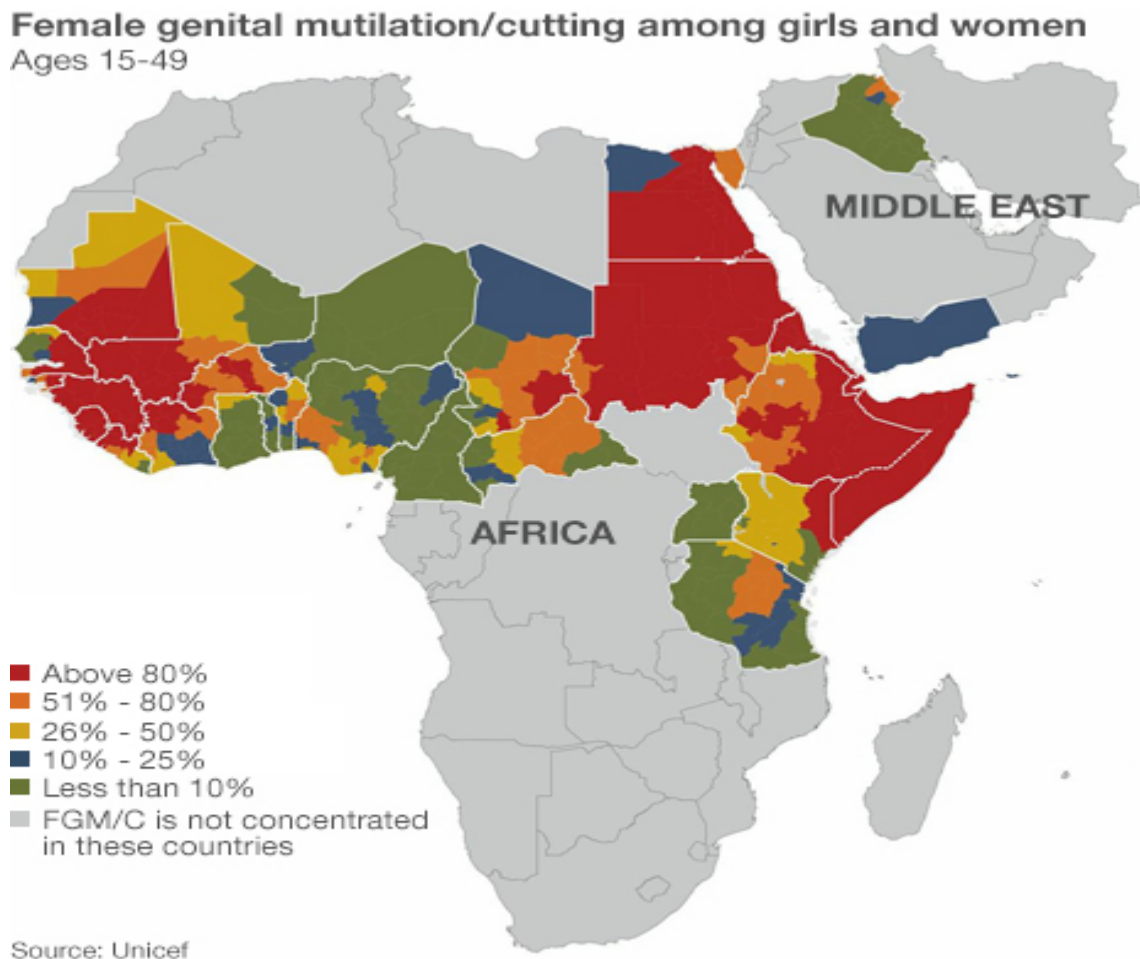 Female genital mutilation/cutting among girls and women
Ages 15-49
MIDDLE EAST
AFRICA
Above 80%
51% - 80%
26% - 50%
10% - 25%
Less than 10%
FGM/C is not concentrated
in these countries
Source: Unicef